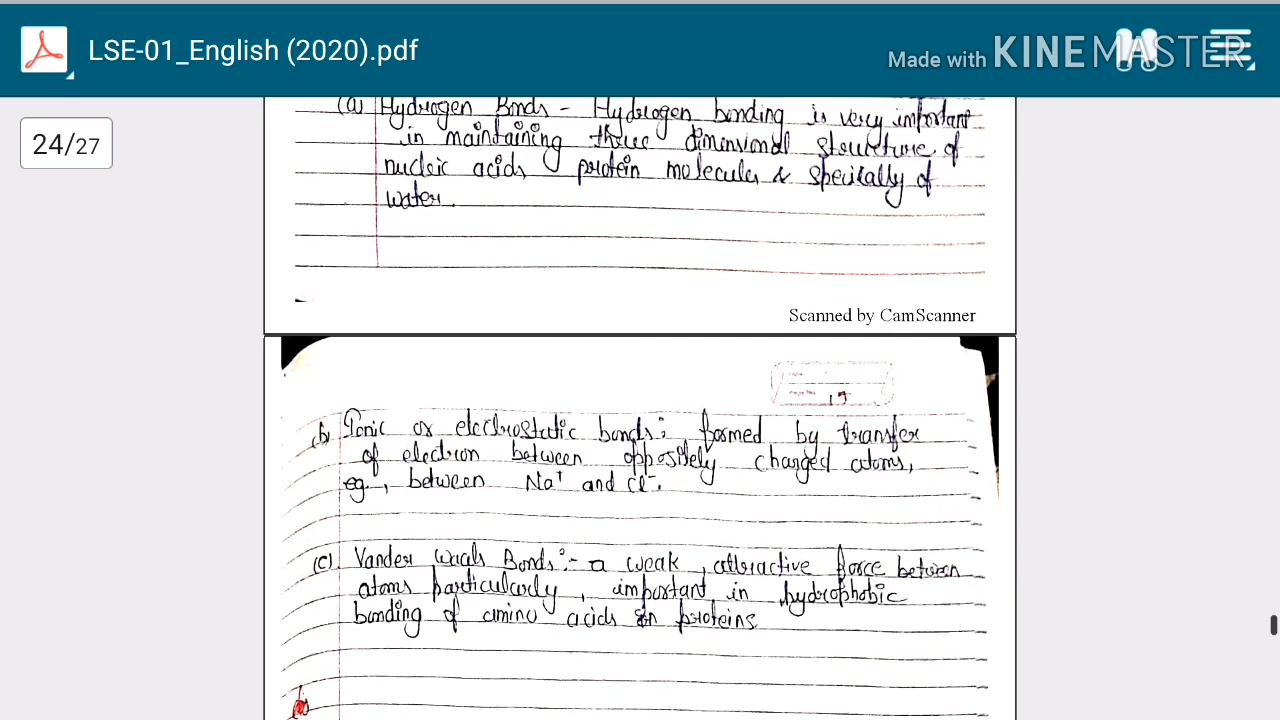 LSE-01_English (2020).pdf
Made with KINEMASTER
24/27
(a) Hydrogen Bonds - Hydrogen bonding is very important
in maintaining three dimensional structure of
nucleic acids protein molecules & specially of
water.
Scanned by CamScanner
15
(b) Ionic or electrostatic bonds: formed by transfer
of electron between oppositely charged atoms,
eg., between Na⁺ and Cl⁻.
(c) Vander waals Bonds:- a weak, attractive force between
atoms particularly, important in hydrophobic
bonding of amino acids in proteins